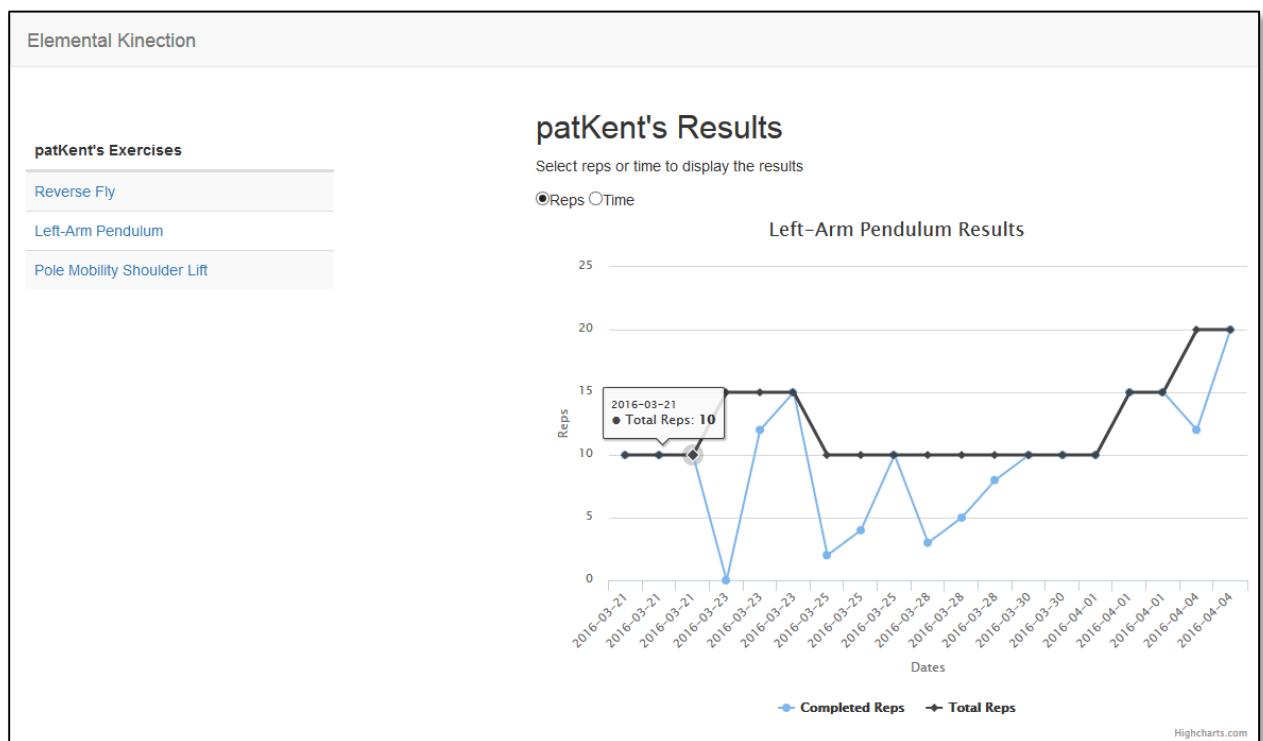 Elemental Kinection
patKent's Exercises
Reverse Fly
Left-Arm Pendulum
Pole Mobility Shoulder Lift
patKent's Results
Select reps or time to display the results
Reps Time
Left-Arm Pendulum Results
25
20
15
10
5
0
Reps
2016-03-21
● Total Reps: 10
2016-03-21
2016-03-21
2016-03-21
2016-03-23
2016-03-23
2016-03-23
2016-03-25
2016-03-25
2016-03-25
2016-03-28
2016-03-28
2016-03-28
2016-03-30
2016-03-30
2016-04-01
2016-04-01
2016-04-01
2016-04-04
2016-04-04
Dates
Completed Reps Total Reps
Highcharts.com